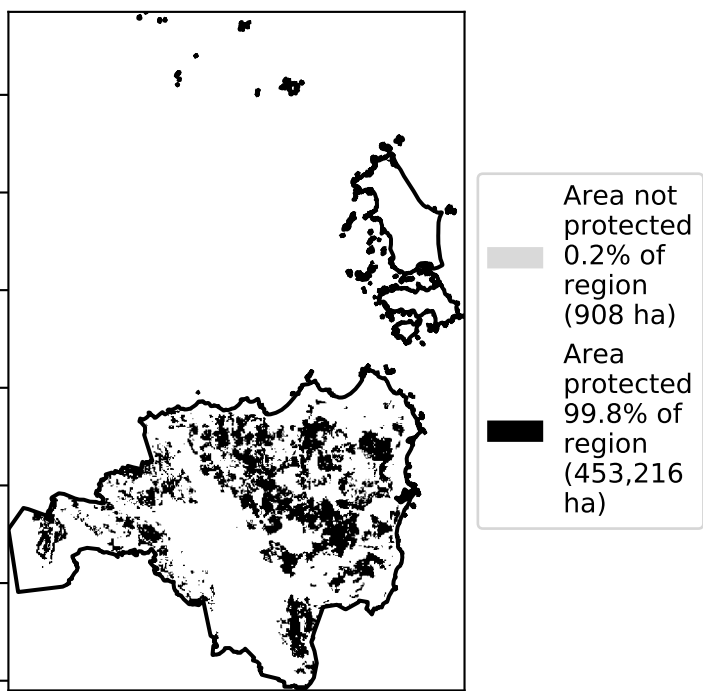 Area not
protected
0.2% of
region
(908 ha)
Area
protected
99.8% of
region
(453,216
ha)